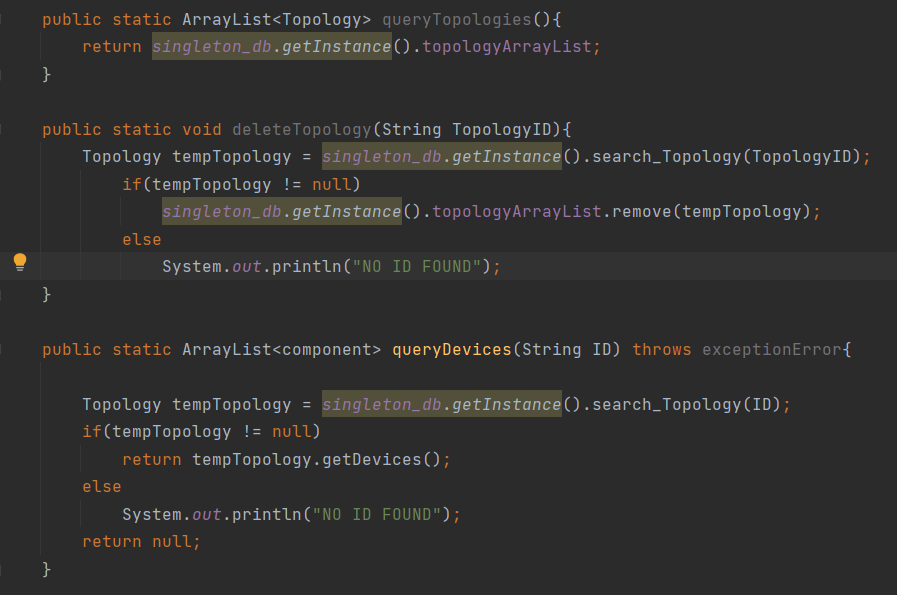 public static ArrayList<Topology> queryTopologies(){
return singleton_db.getInstance().topologyArrayList;
}
public static void deleteTopology(String TopologyID){
Topology tempTopology = singleton_db.getInstance().search_Topology(TopologyID);
if(tempTopology != null)
singleton_db.getInstance().topologyArrayList.remove(tempTopology);
else
System.out.println("NO ID FOUND");
}
public static ArrayList<component> queryDevices(String ID) throws exceptionError{
Topology tempTopology = singleton_db.getInstance().search_Topology(ID);
if(tempTopology != null)
return tempTopology.getDevices();
else
System.out.println("NO ID FOUND");
return null;
}